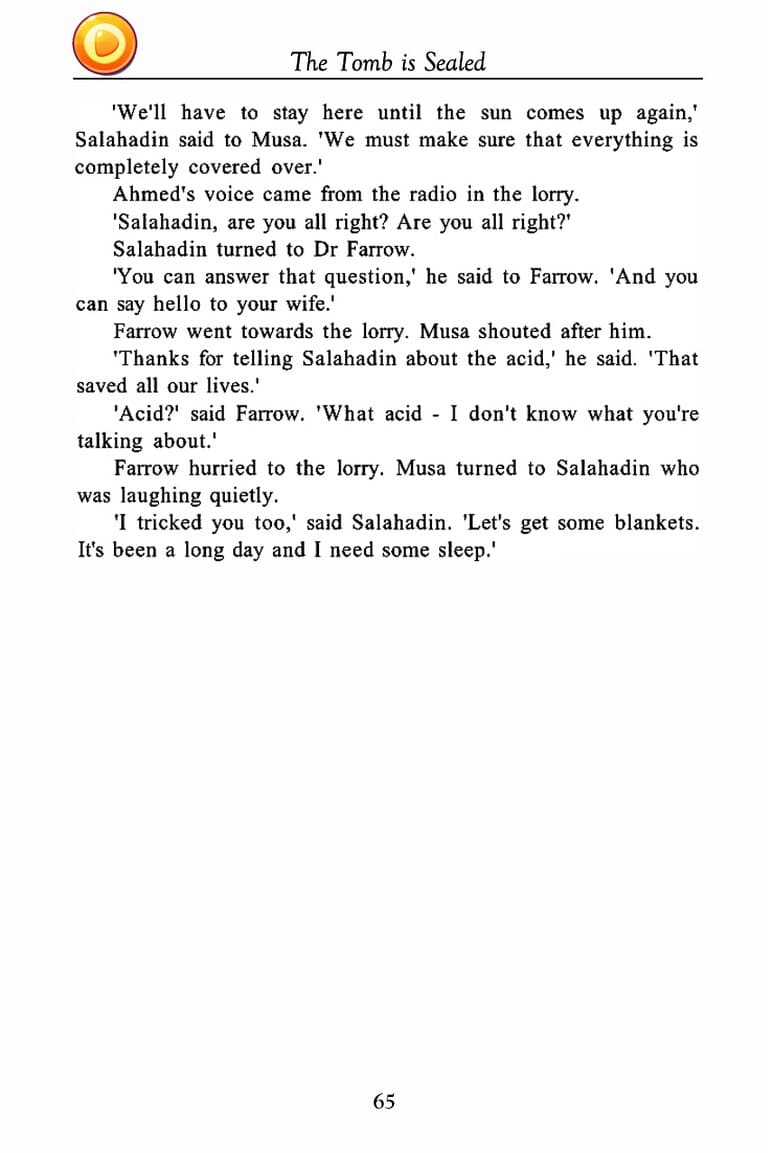 The Tomb is Sealed
'We'll have to stay here until the sun comes up again,'
Salahadin said to Musa. 'We must make sure that everything is
completely covered over.'
Ahmed's voice came from the radio in the lorry.
'Salahadin, are you all right? Are you all right?'
Salahadin turned to Dr Farrow.
'You can answer that question,' he said to Farrow. 'And you
can say hello to your wife.'
Farrow went towards the lorry. Musa shouted after him.
'Thanks for telling Salahadin about the acid,' he said. 'That
saved all our lives.'
'Acid?' said Farrow. 'What acid - I don't know what you're
talking about.'
Farrow hurried to the lorry. Musa turned to Salahadin who
was laughing quietly.
'I tricked you too,' said Salahadin. 'Let's get some blankets.
It's been a long day and I need some sleep.'
65